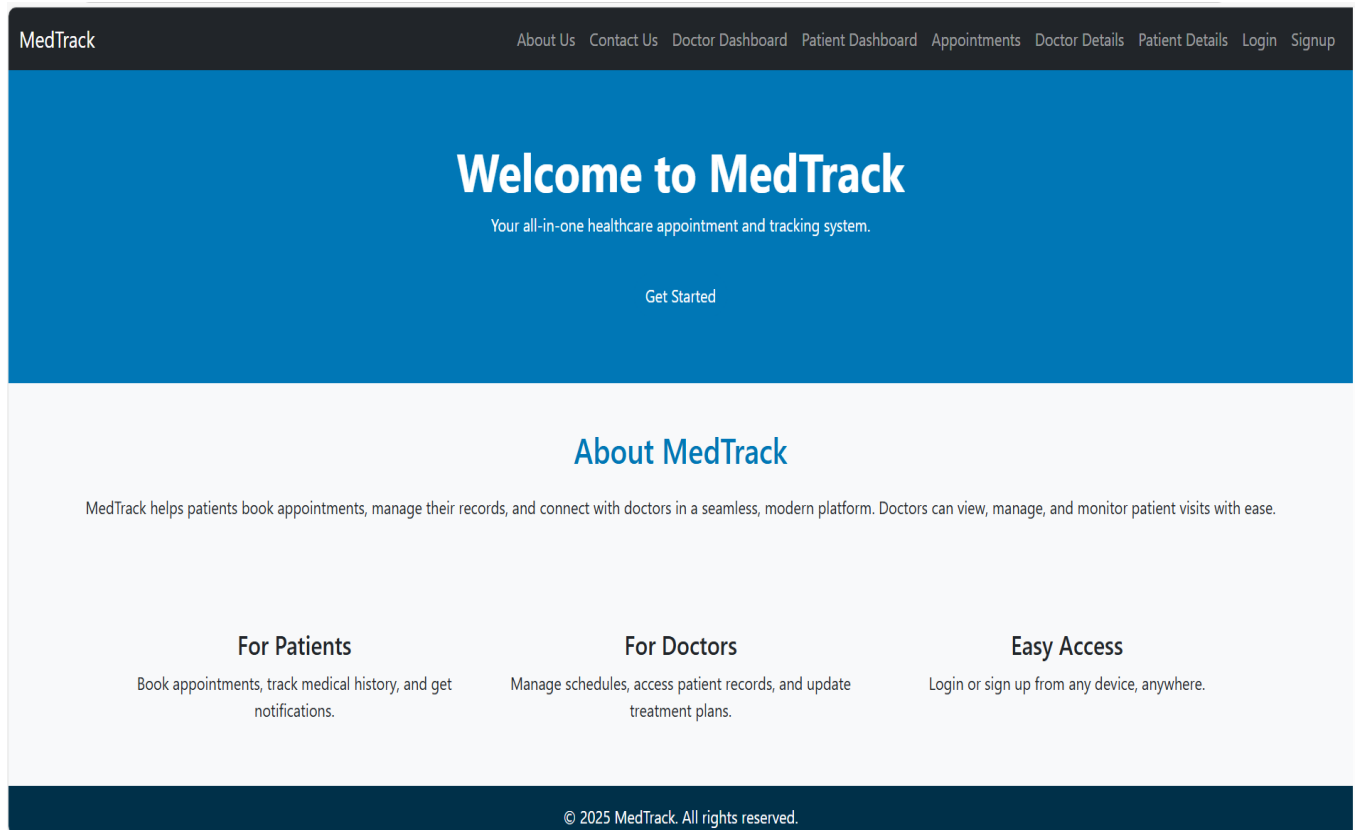 MedTrack
About Us Contact Us Doctor Dashboard Patient Dashboard Appointments Doctor Details Patient Details Login Signup
Welcome to MedTrack
Your all-in-one healthcare appointment and tracking system.
Get Started
About MedTrack
MedTrack helps patients book appointments, manage their records, and connect with doctors in a seamless, modern platform. Doctors can view, manage, and monitor patient visits with ease.
For Patients
Book appointments, track medical history, and get
notifications.
For Doctors
Manage schedules, access patient records, and update
treatment plans.
Easy Access
Login or sign up from any device, anywhere.
© 2025 MedTrack. All rights reserved.